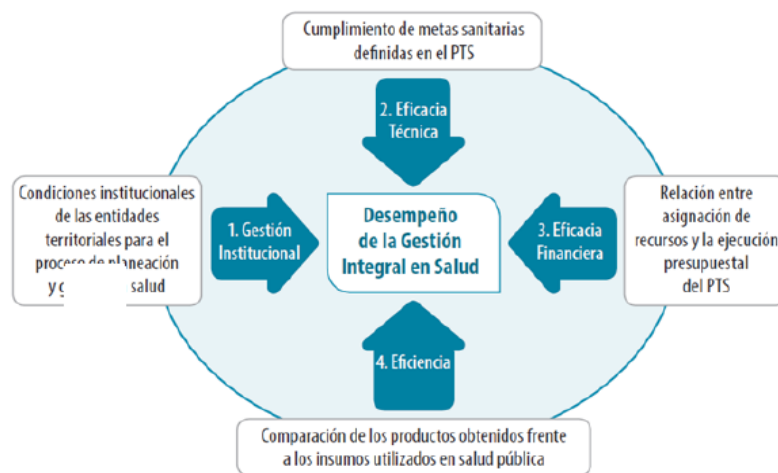 Cumplimiento de metas sanitarias
definidas en el PTS
2. Eficacia
Técnica
Condiciones institucionales
de las entidades
territoriales para el
proceso de planeación
y salud
1. Gestión
Institucional
Desempeño
de la Gestión
Integral en Salud
3. Eficacia
Financiera
Relación entre
asignación de
recursos y la ejecución
presupuestal
del PTS
4. Eficiencia
Comparación de los productos obtenidos frente
a los insumos utilizados en salud pública